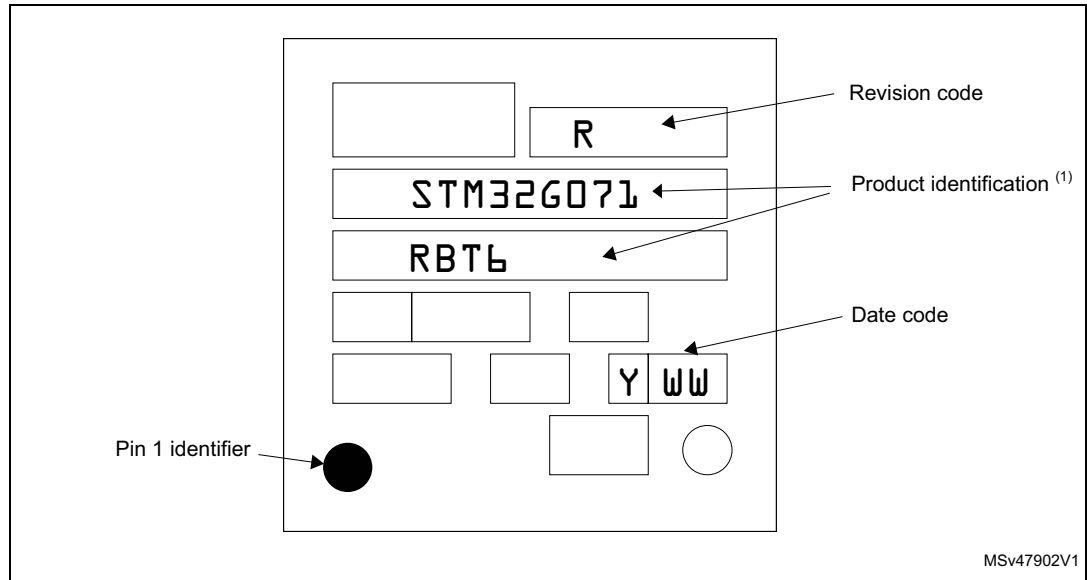 Revision code
R
Product identification (1)
STM32G071
RBT6
Date code
Y WW
Pin 1 identifier
MSv47902V1